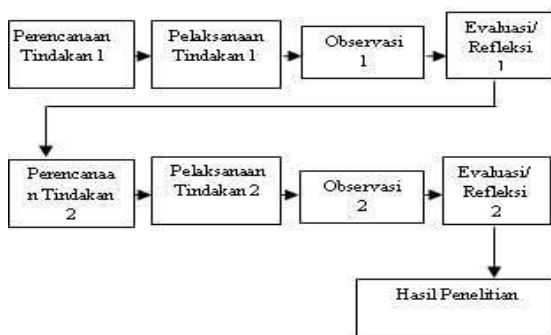 Perencanaan
Tindakan 1
Pelaksanaan
Tindakan 1
Observasi
1
Evaluasi/
Refleksi
1
Perencanaa
n Tindakan
2
Pelaksanaan
Tindakan 2
Observasi
2
Evaluasi/
Refleksi
2
Hasil Penelitian